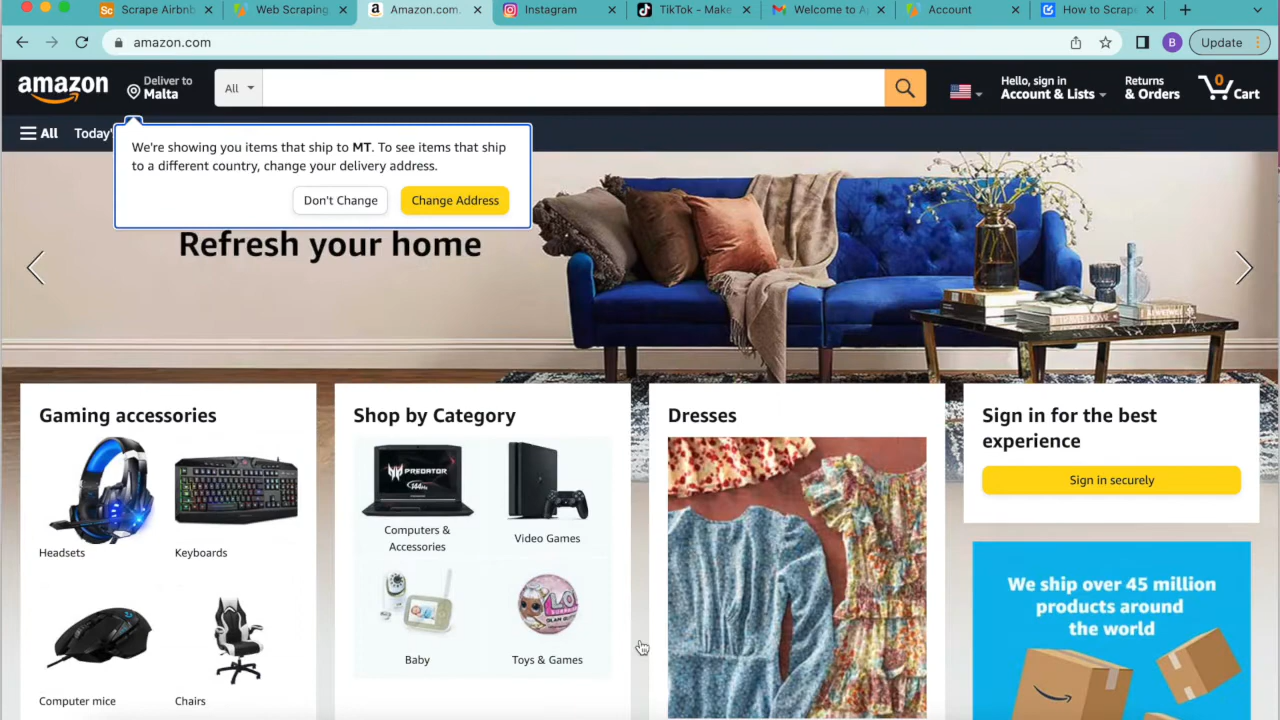 Scrape Airbn
Web Scraping
Amazon.com.
Instagram
TikTok - Make
Welcome to Ap
Account
How to Scrape
amazon.com
B
Update
amazon
Deliver to
Malta
All
Hello, sign in
Account & Lists
Returns
& Orders
0
Cart
All
Today'
We're showing you items that ship to MT. To see items that ship
to a different country, change your delivery address.
Don't Change
Change Address
Refresh your home
Gaming accessories
Headsets
Keyboards
Computer mice
Chairs
Shop by Category
PREDATOR
Computers &
Accessories
Video Games
Baby
Toys & Games
Dresses
Sign in for the best
experience
Sign in securely
We ship over 45 million
products around
the world